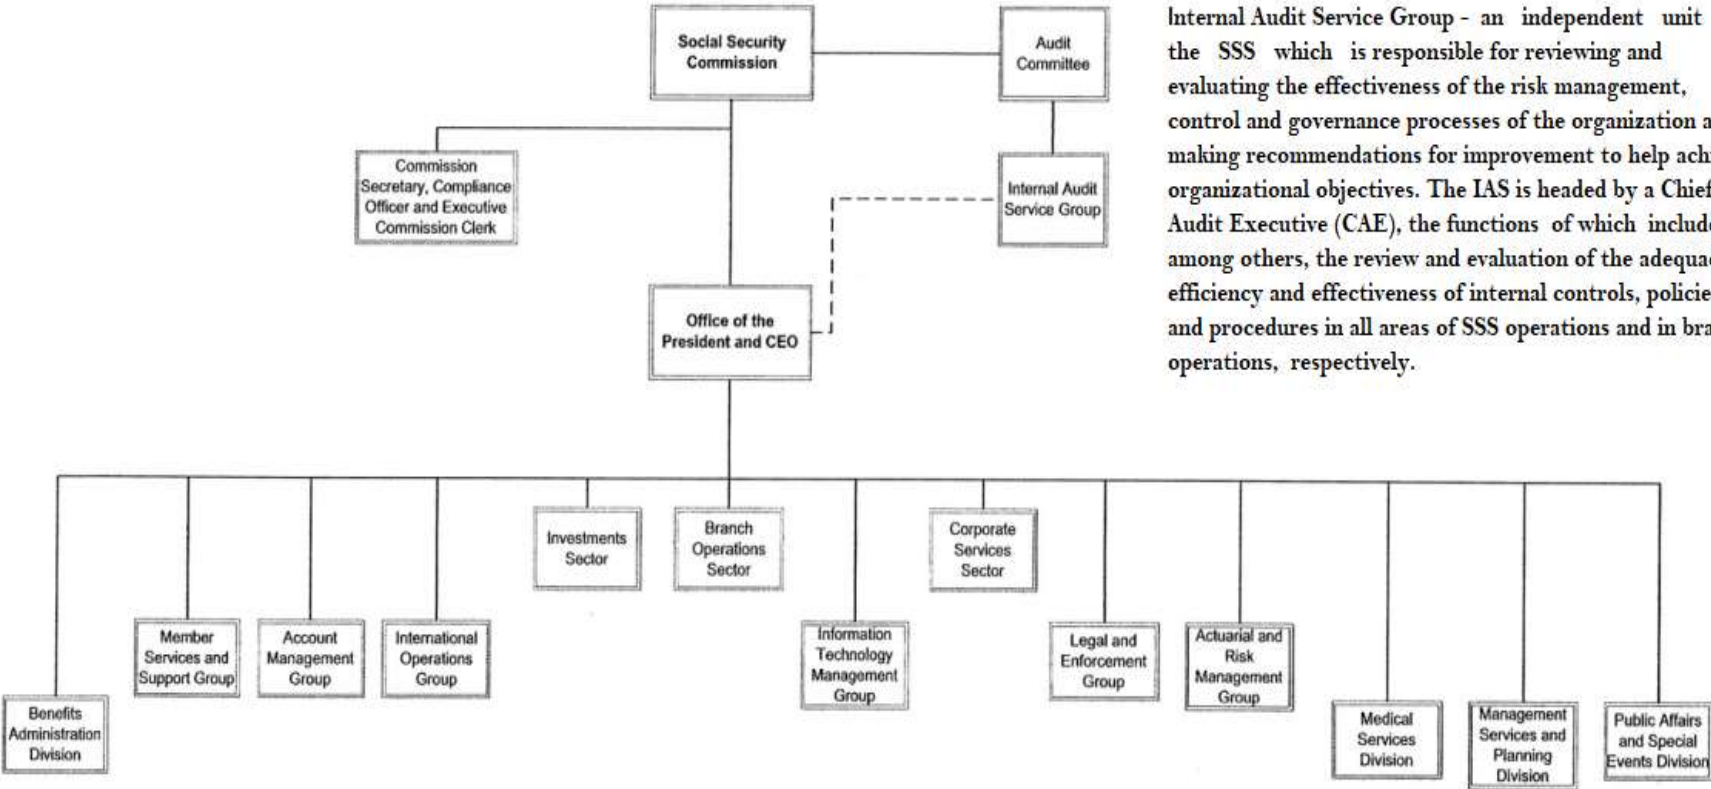 Social Security
Commission
Audit
Committee
Internal Audit Service Group - an independent unit
the SSS which is responsible for reviewing and
evaluating the effectiveness of the risk management,
control and governance processes of the organization
making recommendations for improvement to help
organizational objectives. The IAS is headed by a Chief
Audit Executive (CAE), the functions of which
among others, the review and evaluation of the
efficiency and effectiveness of internal controls,
and procedures in all areas of SSS operations and in
operations, respectively.
Commission
Secretary, Compliance
Officer and Executive
Commission Clerk
Internal Audit
Service Group
Office of the
President and CEO
Investments
Sector
Branch
Operations
Sector
Corporate
Services
Sector
Member
Services and
Support Group
Account
Management
Group
International
Operations
Group
Information
Technology
Management
Group
Legal and
Enforcement
Group
Actuarial and
Risk
Management
Group
Benefits
Administration
Division
Medical
Services
Division
Management
Services and
Planning
Division
Public Affairs
and Special
Events Division